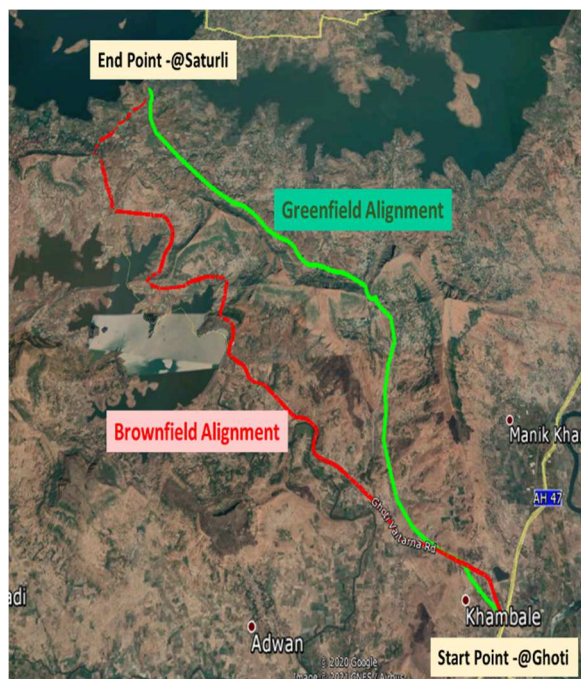 End Point -@Saturli
Greenfield Alignment
Brownfield Alignment
Manik Kha
AH 47
Ghoti Vaitarna Rd
adi
Khambale
Adwan
Start Point -@Ghoti
© 2020 Google